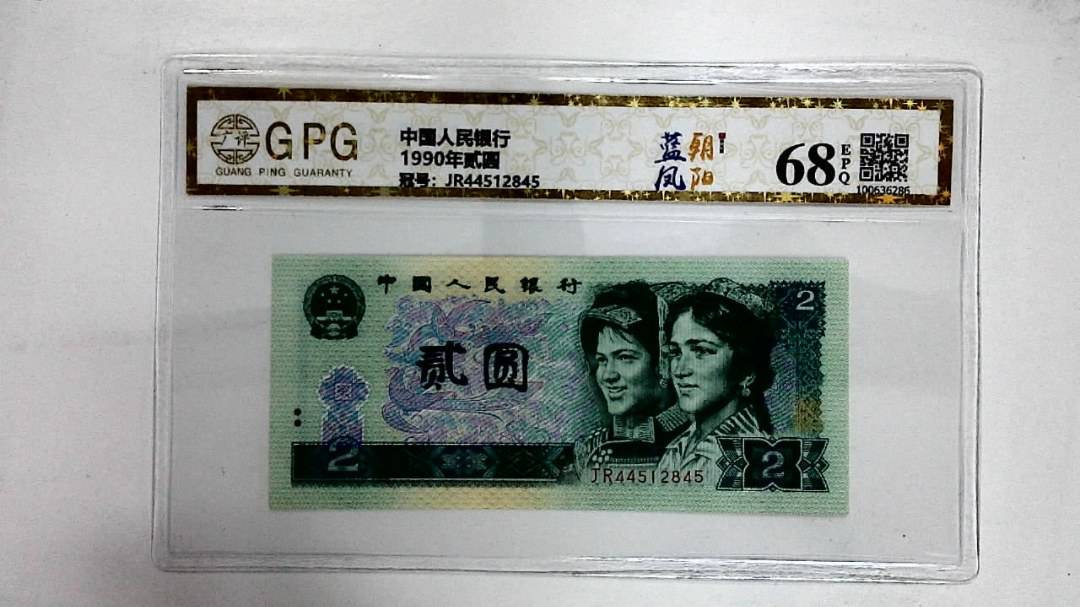 广评
GPG
GUANG PING GUARANTY
中国人民银行
1990年贰圆
冠号：JR44512845
蓝凤
朝阳
68
EPQ
100636286
中國人民銀行
2
贰圆
2
2
JR44512845